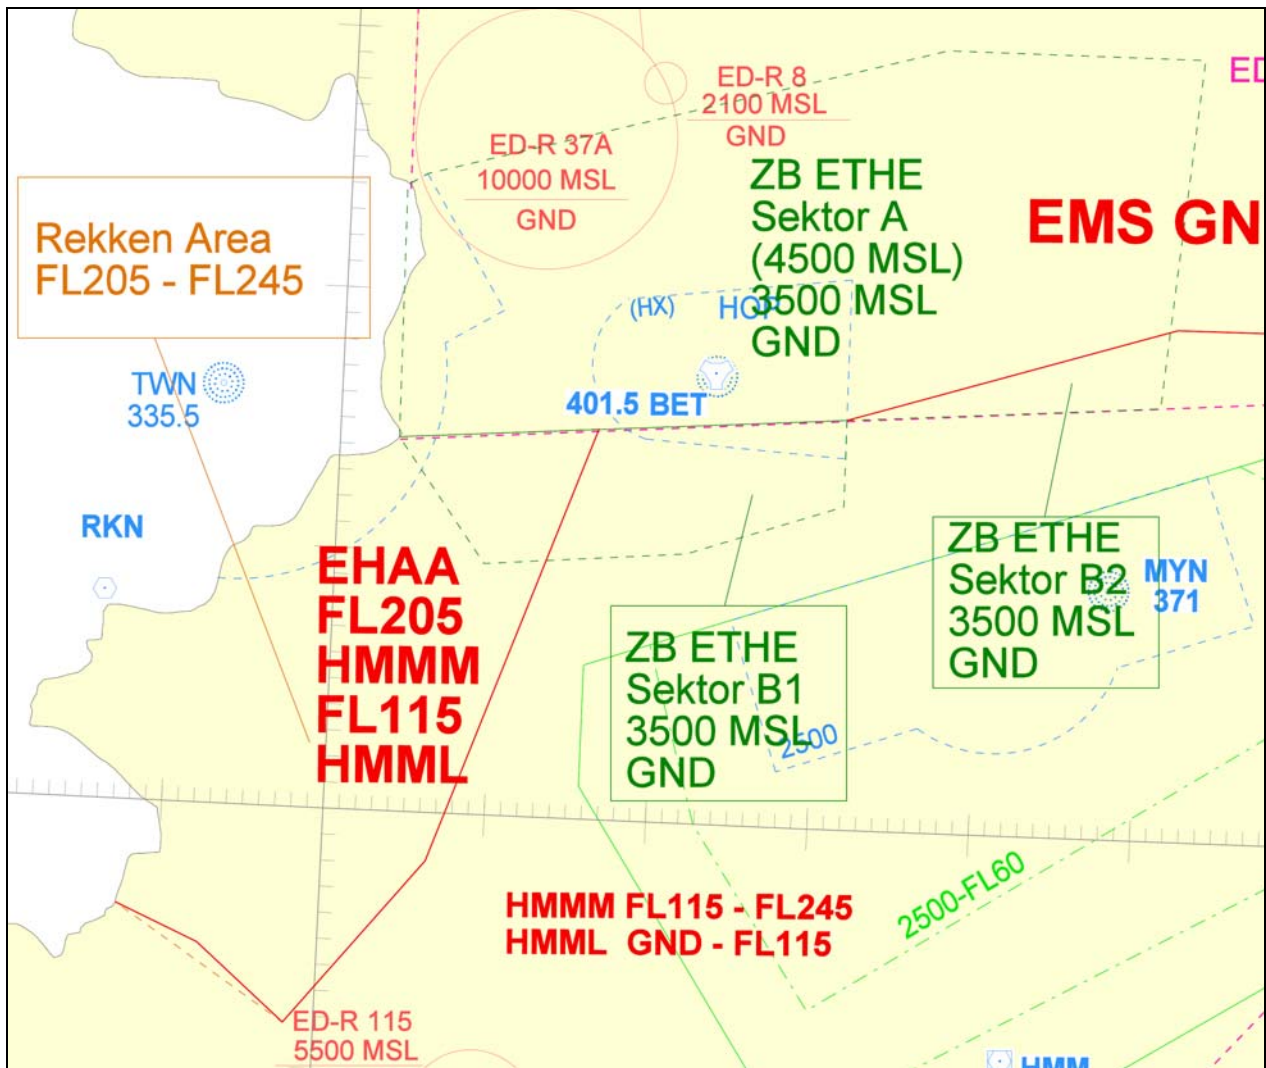 ED-R 8
2100 MSL
GND
ED
ED-R 37A
10000 MSL
GND
ZB ETHE
Sektor A
(4500 MSL)
3500 MSL
GND
EMS GN
Rekken Area
FL205 - FL245
(HX)
HOP
TWN
335.5
401.5 BET
RKN
EHAA
FL205
HMMM
FL115
HMML
ZB ETHE
Sektor B2
3500 MSL
GND
MYN
371
ZB ETHE
Sektor B1
3500 MSL
GND
2500
2500-FL60
HMMM FL115 - FL245
HMML GND - FL115
ED-R 115
5500 MSL
HMM